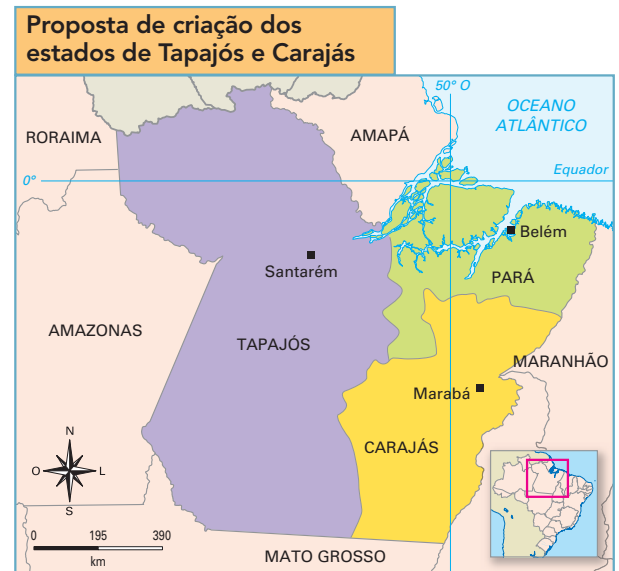 Proposta de criação dos
estados de Tapajós e Carajás
50° O
OCEANO
ATLÂNTICO
RORAIMA
AMAPÁ
Equador
0°
Belém
Santarém
PARÁ
AMAZONAS
TAPAJÓS
MARANHÃO
Marabá
CARAJÁS
N
O
L
S
0 195 390
km
MATO GROSSO